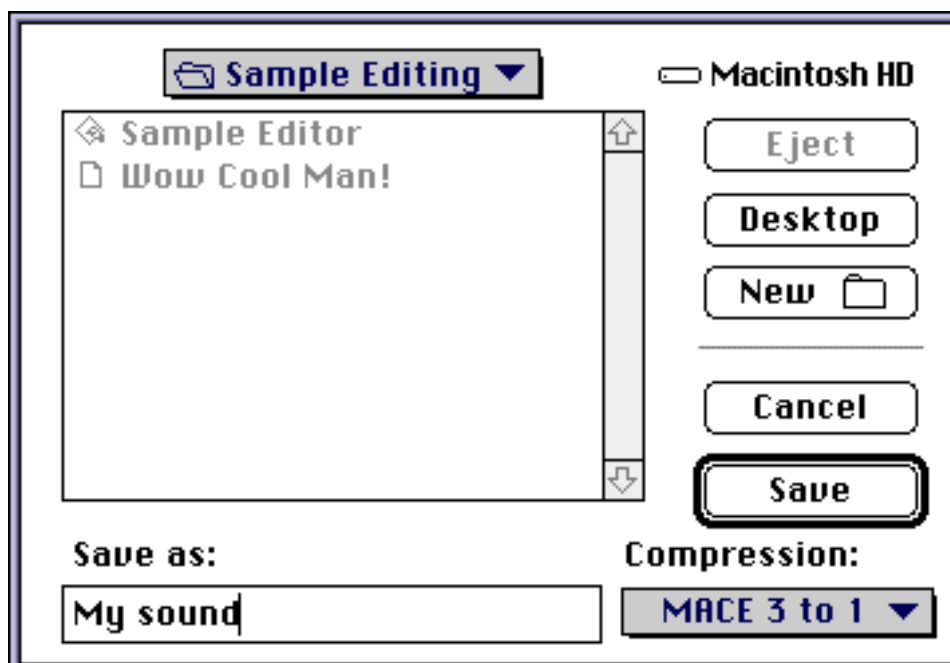 Sample Editing
Macintosh HD
Sample Editor
Wow Cool Man!
Eject
Desktop
New
Cancel
Save
Save as:
Compression:
My sound
MACE 3 to 1